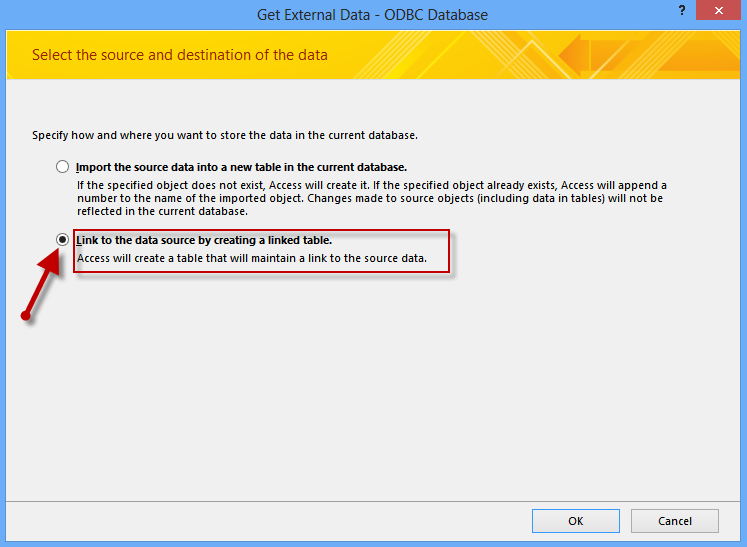 Get External Data - ODBC Database
?
Select the source and destination of the data
Specify how and where you want to store the data in the current database.
Import the source data into a new table in the current database.
If the specified object does not exist, Access will create it. If the specified object already exists, Access will append a
number to the name of the imported object. Changes made to source objects (including data in tables) will not be
reflected in the current database.
Link to the data source by creating a linked table.
Access will create a table that will maintain a link to the source data.
OK
Cancel